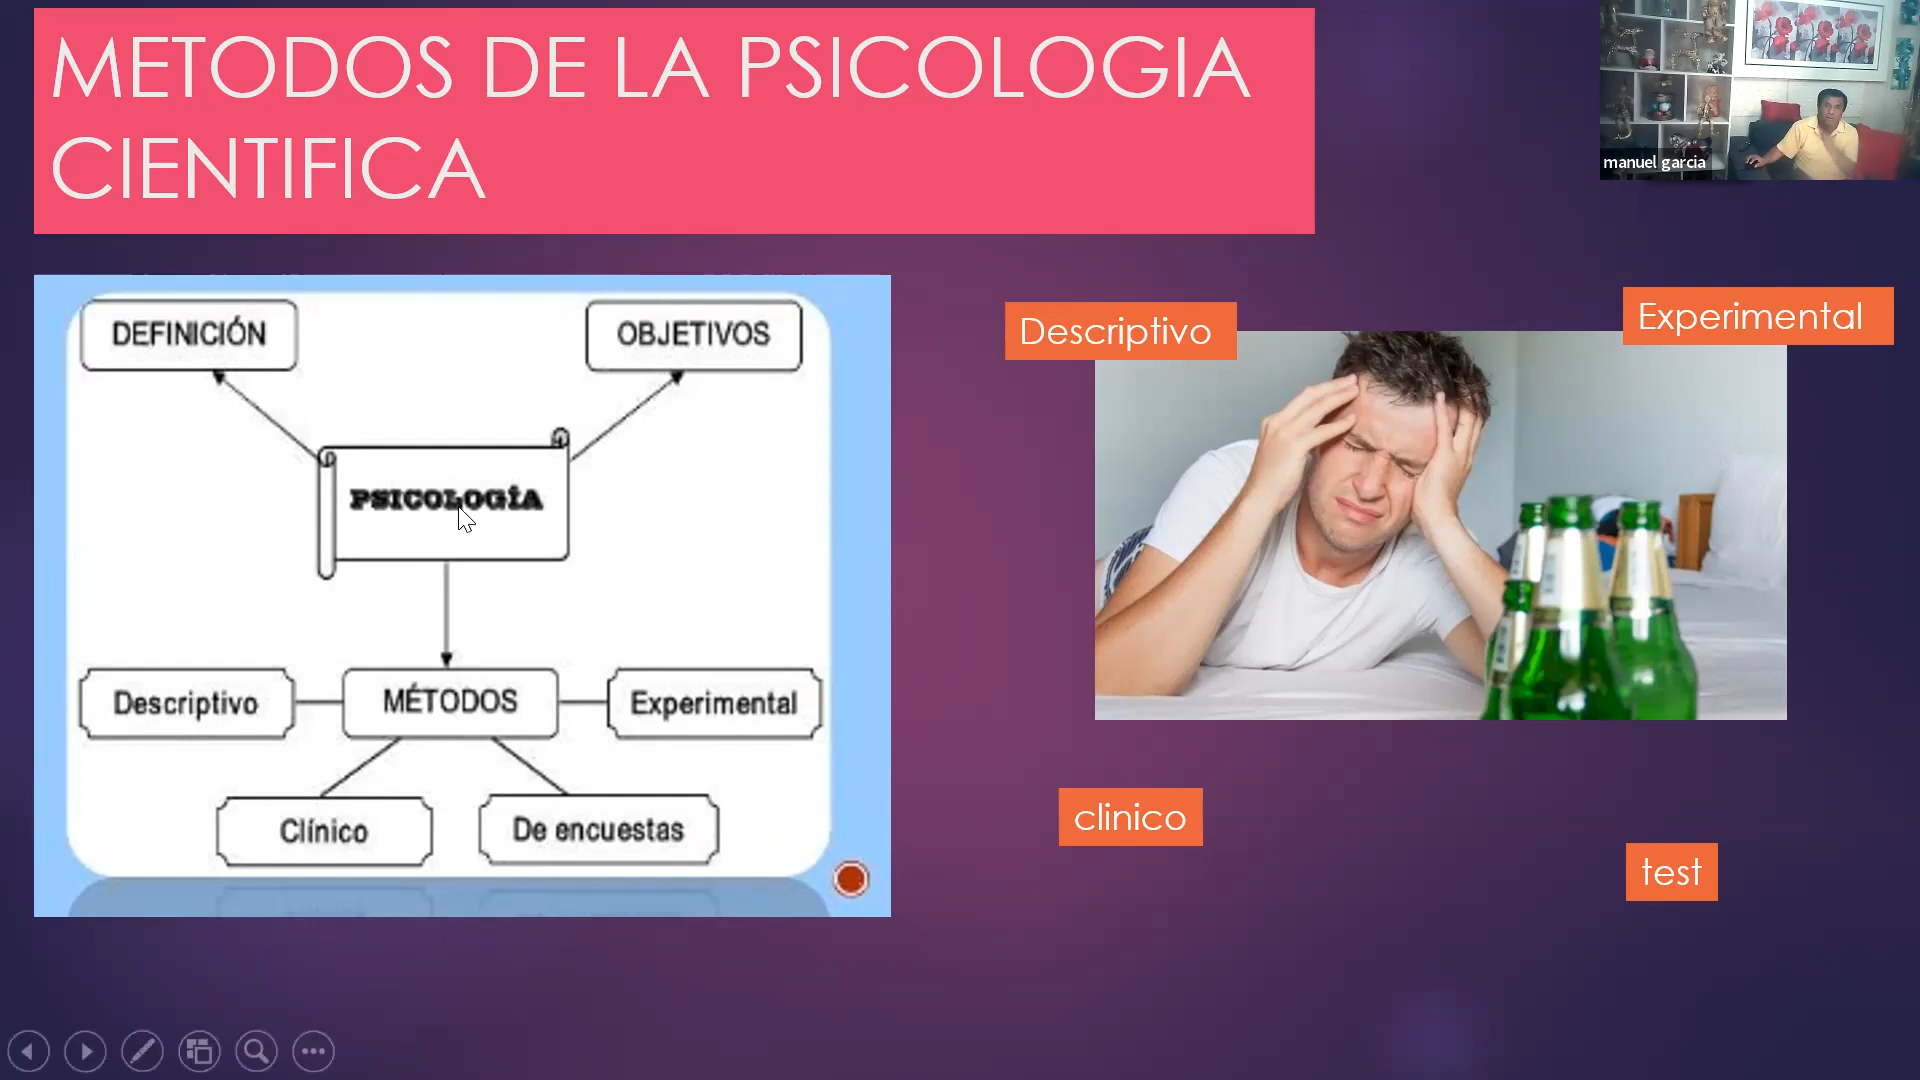 METODOS DE LA PSICOLOGIA
CIENTIFICA
manuel garcia
DEFINICIÓN
OBJETIVOS
PSICOLOGÍA
Descriptivo
MÉTODOS
Experimental
Clínico
De encuestas
Descriptivo
Experimental
clinico
test